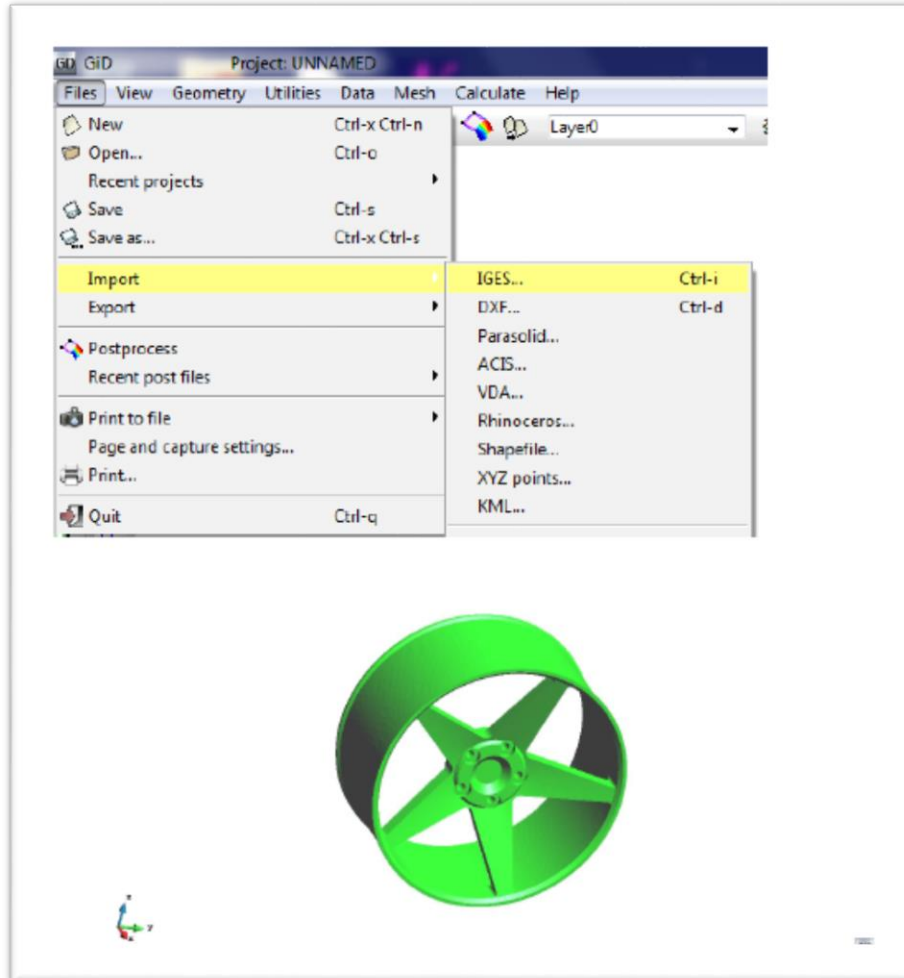 GiD GiD Project: UNNAMED
Files View Geometry Utilities Data Mesh Calculate Help
New Ctrl-x Ctrl-n
Layer0
Open... Ctrl-o
Recent projects
Save Ctrl-s
Save as... Ctrl-x Ctrl-s
Import
Export
Postprocess
Recent post files
Print to file
Page and capture settings...
Print...
Quit Ctrl-q
IGES... Ctrl-i
DXF... Ctrl-d
Parasolid...
ACIS...
VDA...
Rhinoceros...
Shapefile...
XYZ points...
KML...
y